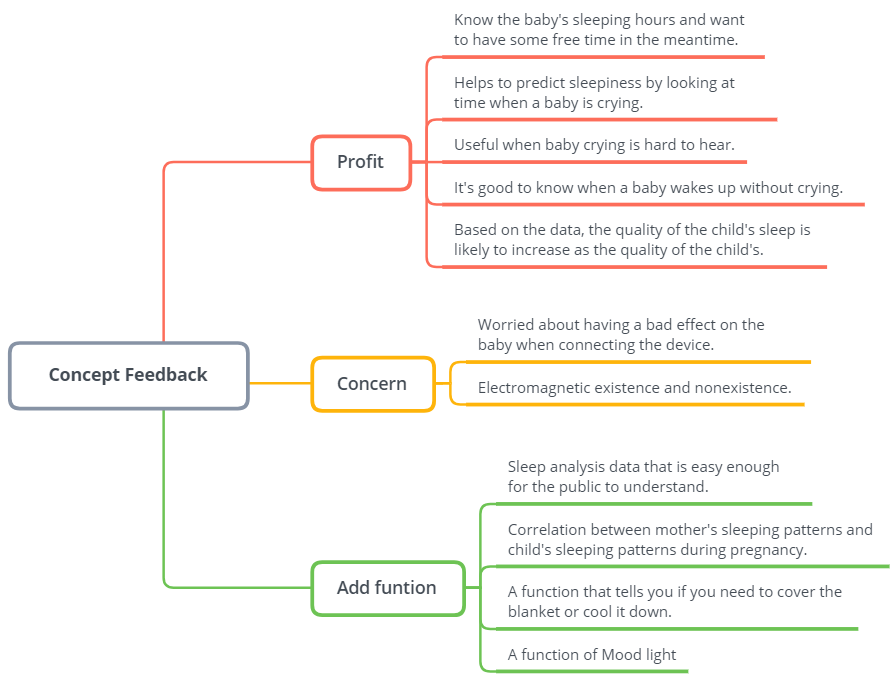 Know the baby's sleeping hours and want
to have some free time in the meantime.
Helps to predict sleepiness by looking at
time when a baby is crying.
Profit
Useful when baby crying is hard to hear.
It's good to know when a baby wakes up without crying.
Based on the data, the quality of the child's sleep is
likely to increase as the quality of the child's.
Concept Feedback
Worried about having a bad effect on the
baby when connecting the device.
Concern
Electromagnetic existence and nonexistence.
Sleep analysis data that is easy enough
for the public to understand.
Correlation between mother's sleeping patterns and
child's sleeping patterns during pregnancy.
Add funtion
A function that tells you if you need to cover the
blanket or cool it down.
A function of Mood light